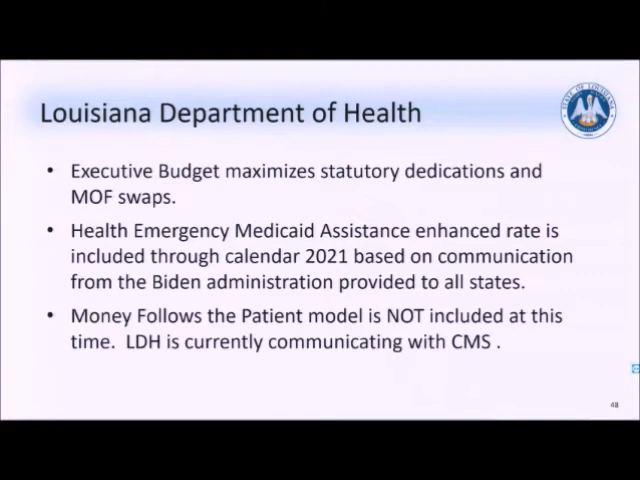 Louisiana Department of Health
• Executive Budget maximizes statutory dedications and
MOF swaps.
• Health Emergency Medicaid Assistance enhanced rate is
included through calendar 2021 based on communication
from the Biden administration provided to all states.
• Money Follows the Patient model is NOT included at this
time. LDH is currently communicating with CMS .
48